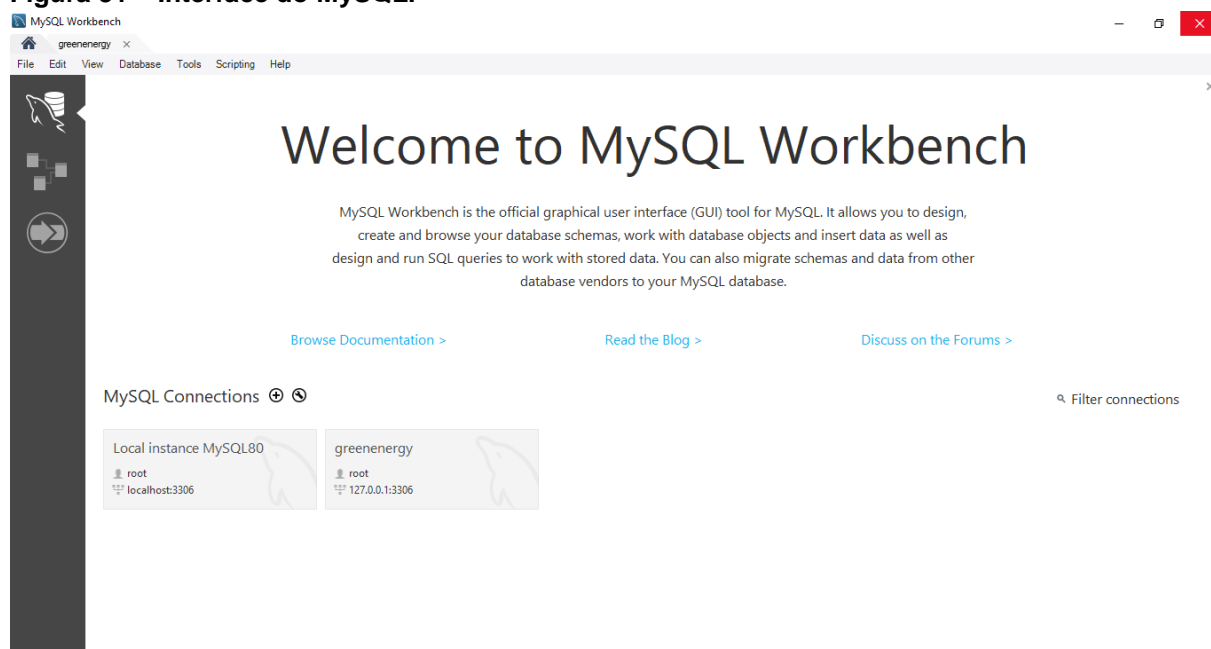 MySQL Workbench
greenenergy
File Edit View Database Tools Scripting Help
Welcome to MySQL Workbench
MySQL Workbench is the official graphical user interface (GUI) tool for MySQL. It allows you to design,
create and browse your database schemas, work with database objects and insert data as well as
design and run SQL queries to work with stored data. You can also migrate schemas and data from other
database vendors to your MySQL database.
Browse Documentation > Read the Blog > Discuss on the Forums >
MySQL Connections Filter connections
Local instance MySQL80
root
localhost:3306
greenenergy
root
127.0.0.1:3306